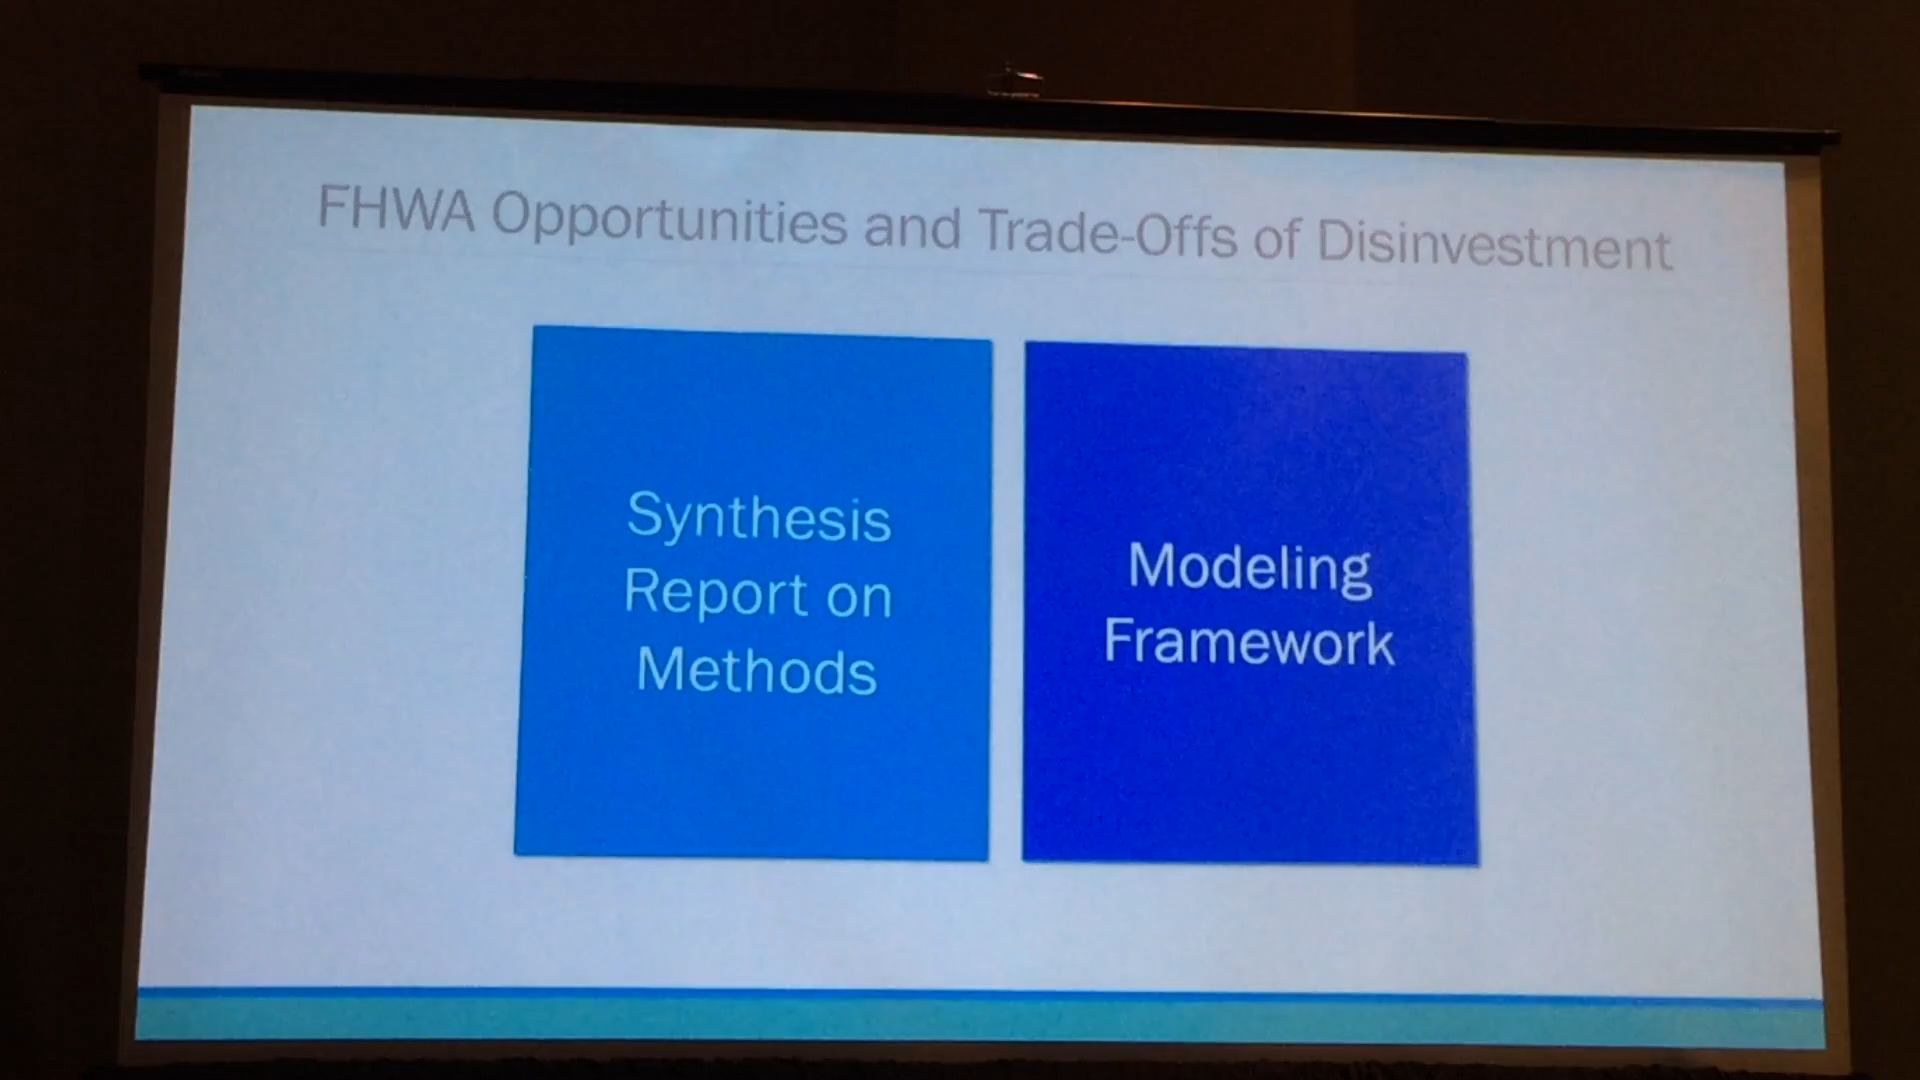 FHWA Opportunities and Trade-Offs of Disinvestment
Synthesis
Report on
Methods
Modeling
Framework